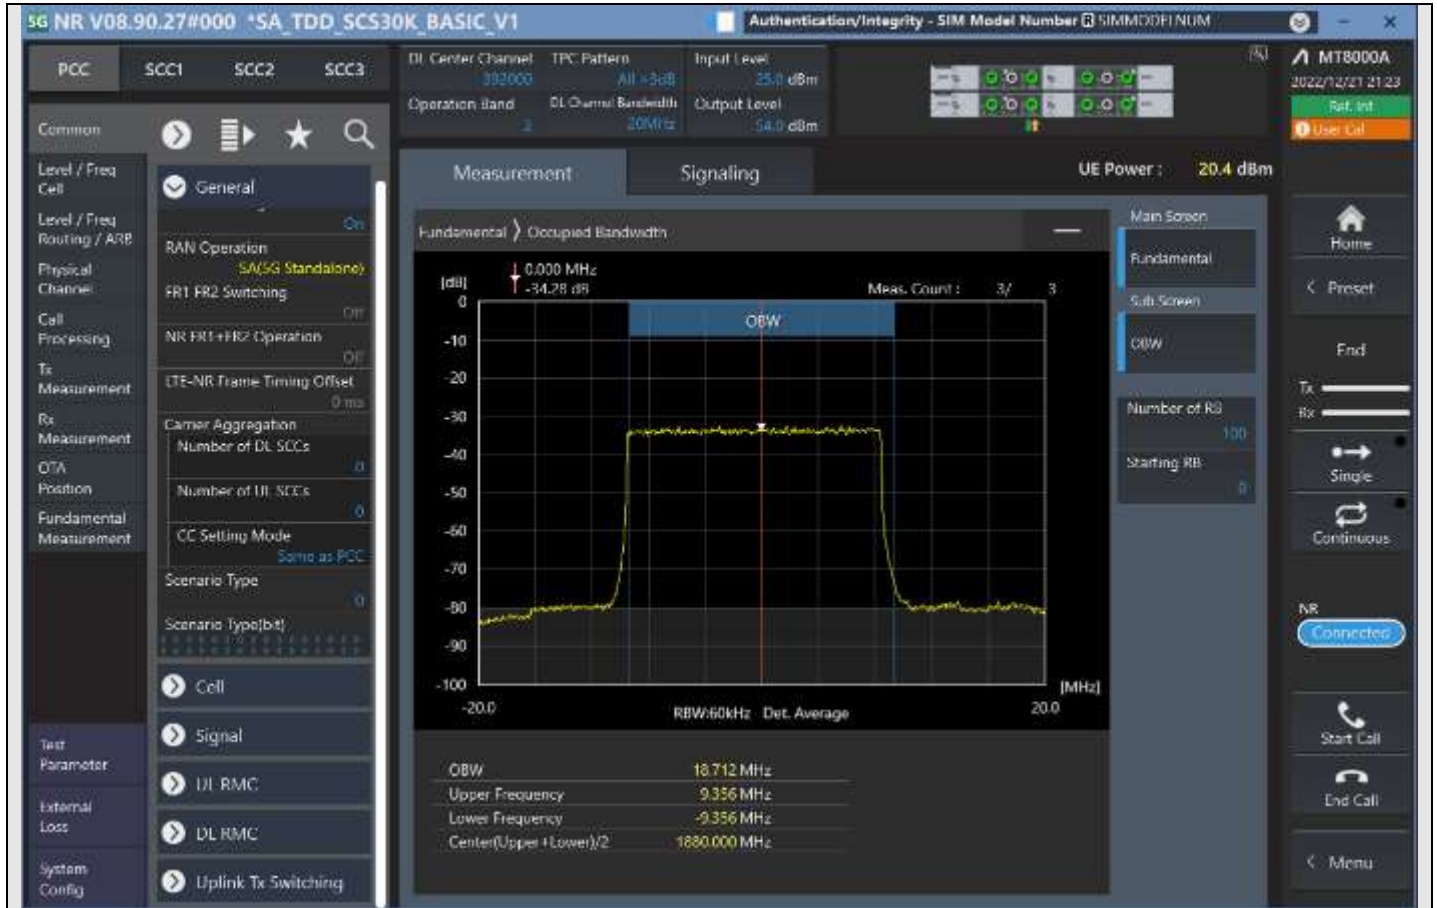 5G NR V08.90.27#000 *SA_TDD_SCS30K_BASIC_V1
Authentication/Integrity - SIM Model Number SIMMODELNUM
PCC SCC1 SCC2 SCC3
DL Center Channel
392000
TPC Pattern
All +3dB
Input Level
25.0 dBm
Operation Band
2
DL Channel Bandwidth
20MHz
Output Level
54.0 dBm
MT8000A
2022/12/21 21:23
Ref. Int
User Cal
Common
Level / Freq
Cell
Level / Freq
Routing / ARB
Physical
Channel
Call
Processing
Tx
Measurement
Rx
Measurement
OTA
Position
Fundamental
Measurement
Test
Parameter
External
Loss
System
Config
General
On
RAN Operation
SA(5G Standalone)
FR1 FR2 Switching
Off
NR FR1+FR2 Operation
Off
LTE-NR Frame Timing Offset
0 ms
Carrier Aggregation
Number of DL SCCs
0
Number of UL SCCs
0
CC Setting Mode
Same as PCC
Scenario Type
0
Scenario Type(bit)
Cell
Signal
UL RMC
DL RMC
Uplink Tx Switching
Measurement Signaling
UE Power : 20.4 dBm
Fundamental Occupied Bandwidth
[dB]
0.000 MHz
-34.28 dB
Meas. Count : 3/ 3
OBW
0
-10
-20
-30
-40
-50
-60
-70
-80
-90
-100
-20.0
20.0
[MHz]
RBW:60kHz Det. Average
OBW 18.712 MHz
Upper Frequency 9.356 MHz
Lower Frequency -9.356 MHz
Center(Upper+Lower)/2 1880.000 MHz
Main Screen
Fundamental
Sub Screen
OBW
Number of RB
100
Starting RB
0
Home
Preset
End
Tx
Rx
Single
Continuous
NR
Connected
Start Call
End Call
Menu